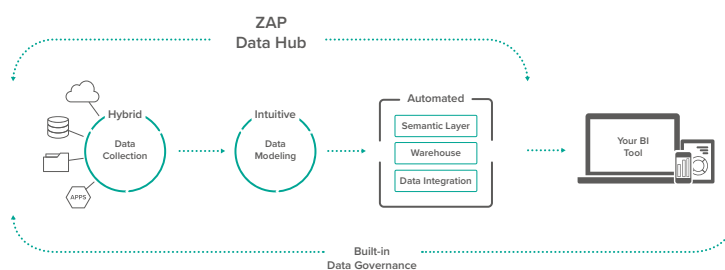 ZAP
Data Hub
Hybrid
Data
Collection
APPS
Intuitive
Data
Modeling
Automated
Semantic Layer
Warehouse
Data Integration
Your BI
Tool
Built-in
Data Governance